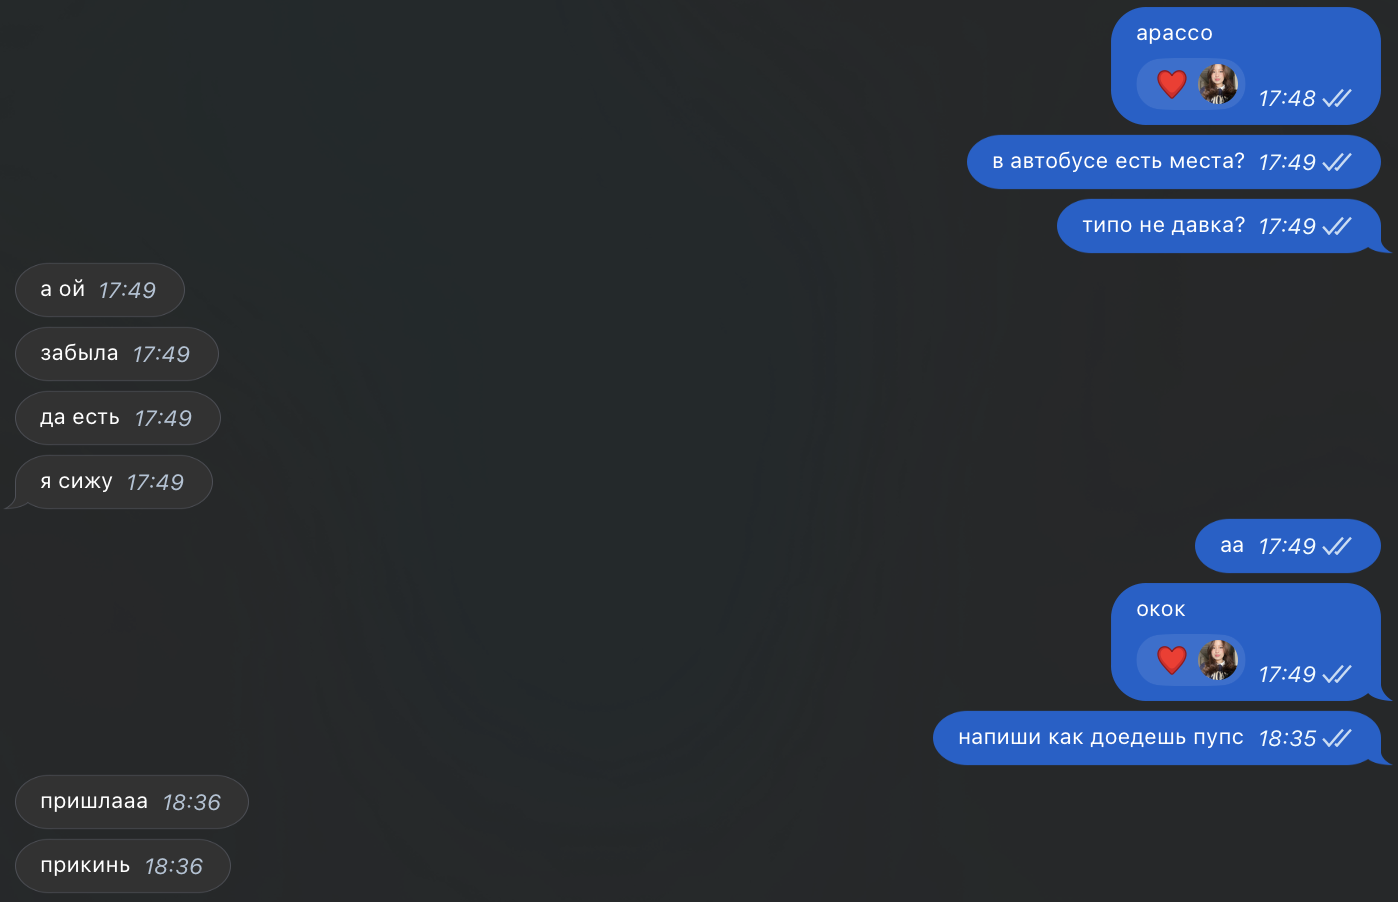 арассо
17:48
в автобусе есть места? 17:49
типо не давка? 17:49
а ой 17:49
забыла 17:49
да есть 17:49
я сижу 17:49
аа 17:49
окок
17:49
напиши как доедешь пупс 18:35
пришлааа 18:36
прикинь 18:36